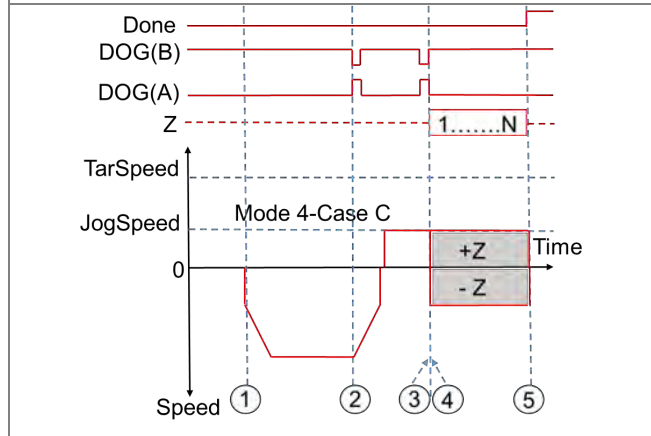 Done
DOG(B)
DOG(A)
Z
1.......N
TarSpeed
JogSpeed
Mode 4-Case C
+Z
Time
0
- Z
Speed
1
2
3
4
5